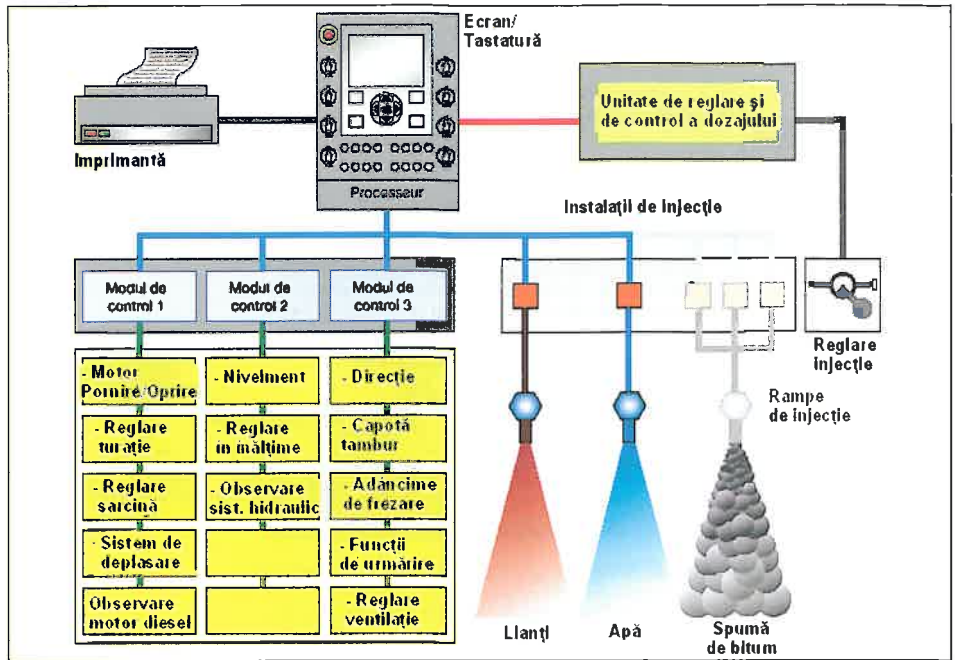 Ecran/
Tastatură
Unitate de reglare şi
de control a dozajului
Imprimantă
Processeur
Instalaţii de injecţie
Modul de
control 1
Modul de
control 2
Modul de
control 3
Reglare
injecţie
- Motor
Pornire/Oprire
- Nivelment
- Direcţie
Rampe
de injecţie
- Reglare
turaţie
- Reglare
in inălţime
- Capotă
tambur
- Reglare
sarcină
- Observare
sist. hidraulic
- Adâncime
de frezare
- Sistem de
deplasare
- Funcţii
de urmărire
Observare
motor diesel
- Reglare
ventilaţie
Lianţi
Apă
Spumă
de bitum